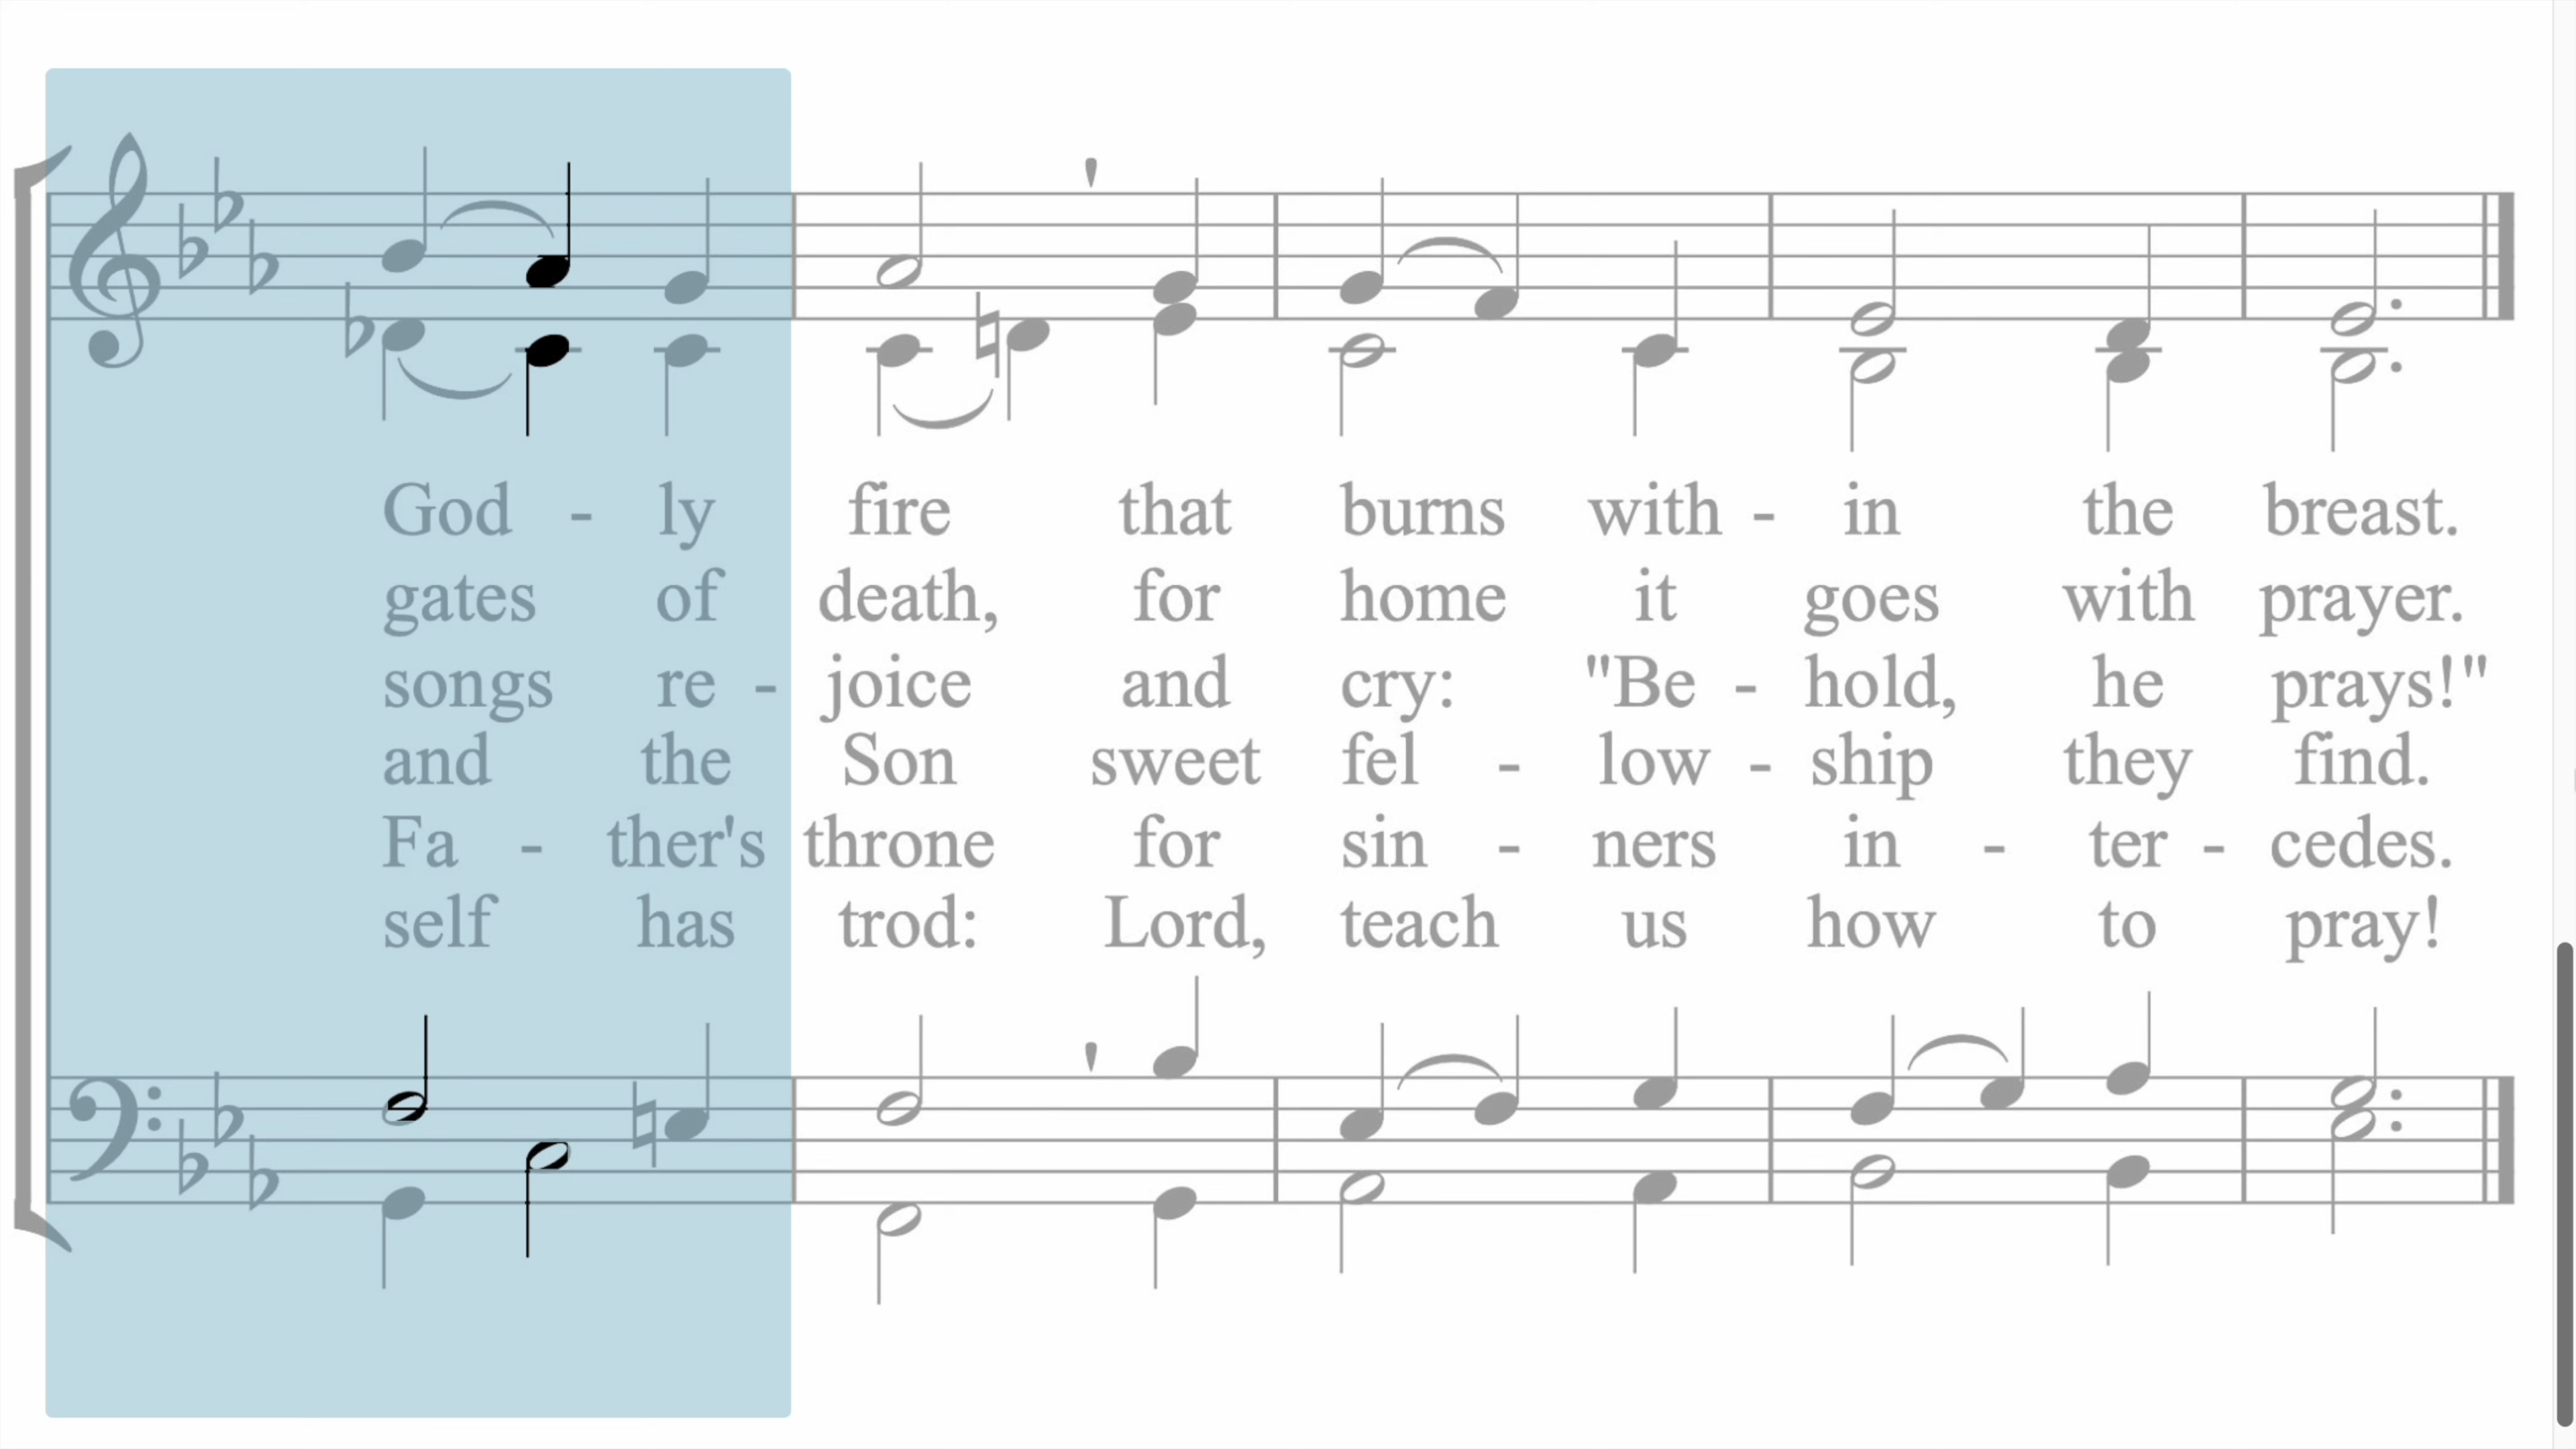 God - ly fire that burns with - in the breast.
gates of death, for home it goes with prayer.
songs re - joice and cry: "Be - hold, he prays!"
and the Son sweet fel - low - ship they find.
Fa - ther's throne for sin - ners in - ter - cedes.
self has trod: Lord, teach us how to pray!